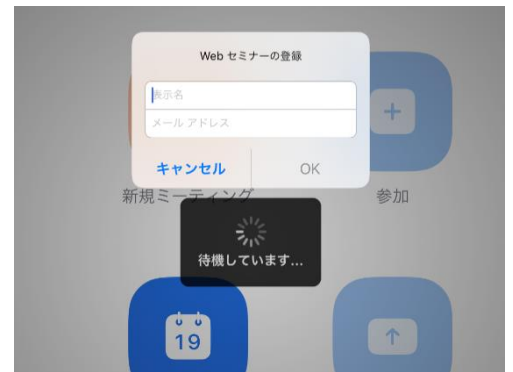 Web セミナーの登録
表示名
メール アドレス
キャンセル
OK
新規ミーティング
参加
待機しています...
19